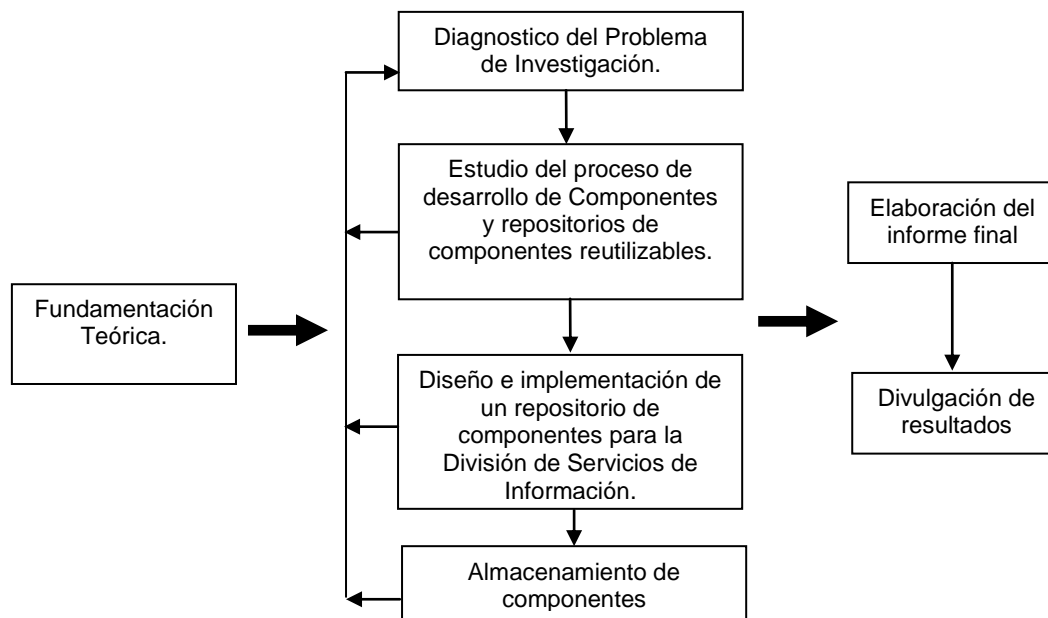 Diagnostico del Problema
de Investigación.
Estudio del proceso de
desarrollo de Componentes
y repositorios de
componentes reutilizables.
Elaboración del
informe final
Fundamentación
Teórica.
Diseño e implementación de
un repositorio de
componentes para la
División de Servicios de
Información.
Divulgación de
resultados
Almacenamiento de
componentes